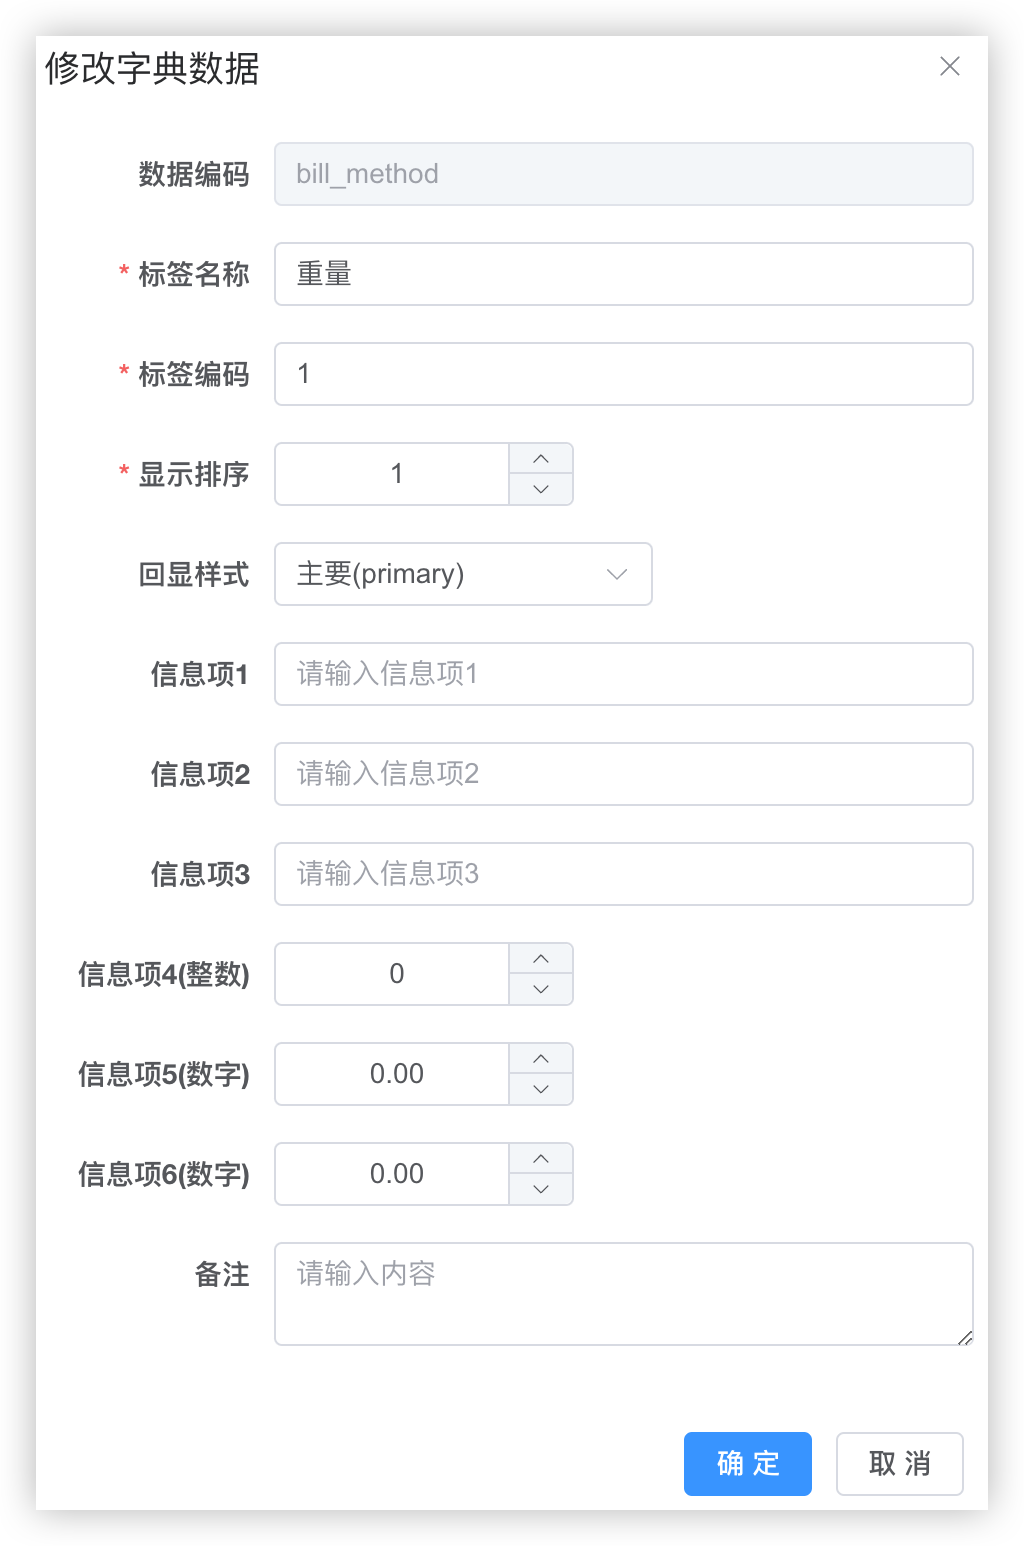 修改字典数据
数据编码 bill_method
* 标签名称 重量
* 标签编码 1
* 显示排序 1
回显样式 主要(primary)
信息项1 请输入信息项1
信息项2 请输入信息项2
信息项3 请输入信息项3
信息项4(整数) 0
信息项5(数字) 0.00
信息项6(数字) 0.00
备注 请输入内容
确 定 取 消